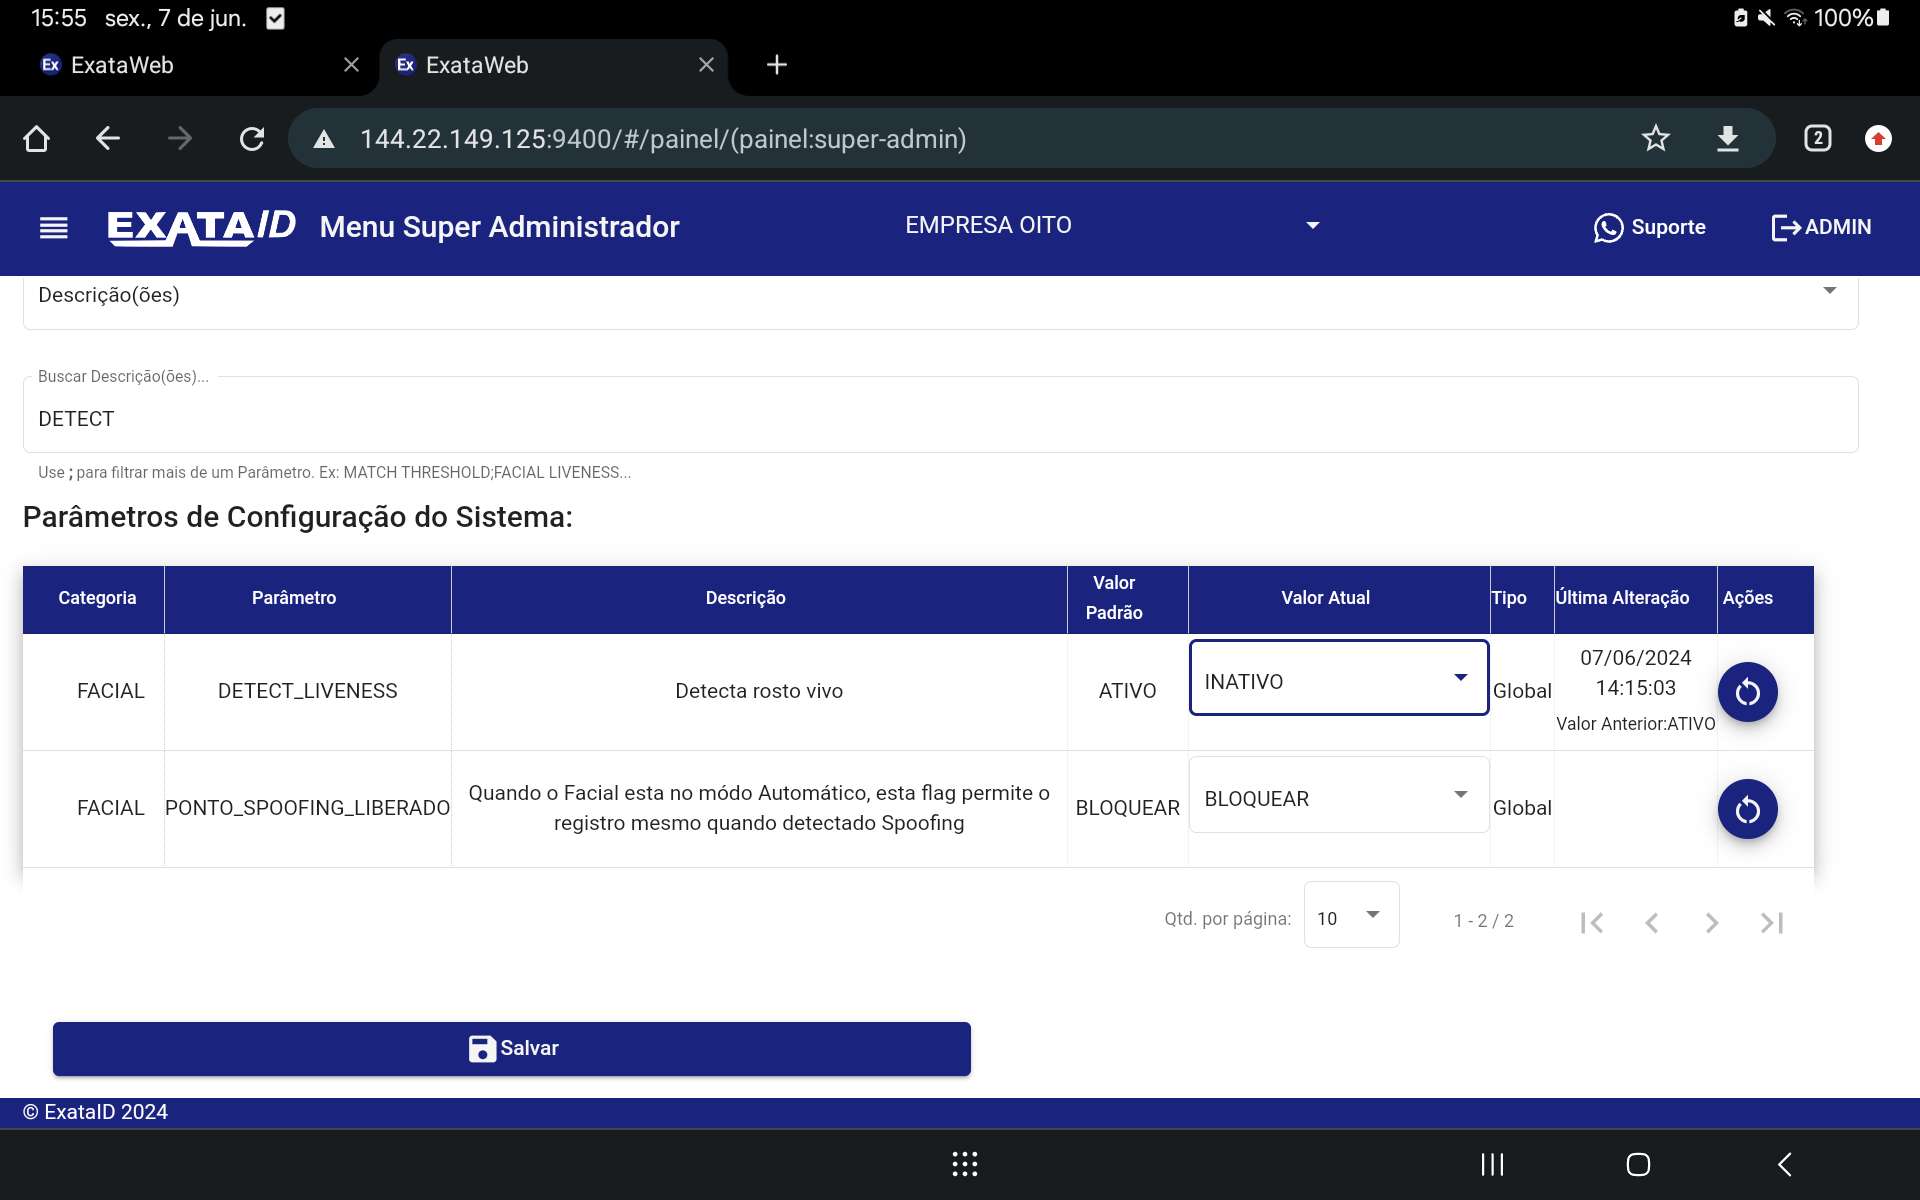 15:55 sex., 7 de jun.
100%
Ex ExataWeb
Ex ExataWeb
144.22.149.125:9400/#/painel/(painel:super-admin)
2
EXATAID Menu Super Administrador EMPRESA OITO Suporte ADMIN
Descrição(ões)
Buscar Descrição(ões)...
DETECT
Use ; para filtrar mais de um Parâmetro. Ex: MATCH THRESHOLD;FACIAL LIVENESS...
Parâmetros de Configuração do Sistema:
Categoria Parâmetro Descrição Valor Padrão Valor Atual Tipo Última Alteração Ações
FACIAL DETECT_LIVENESS Detecta rosto vivo ATIVO INATIVO Global 07/06/2024
14:15:03
Valor Anterior:ATIVO
FACIAL PONTO_SPOOFING_LIBERADO Quando o Facial esta no módo Automático, esta flag permite o
registro mesmo quando detectado Spoofing BLOQUEAR BLOQUEAR Global
Qtd. por página: 10 1 - 2 / 2
Salvar
© ExataID 2024